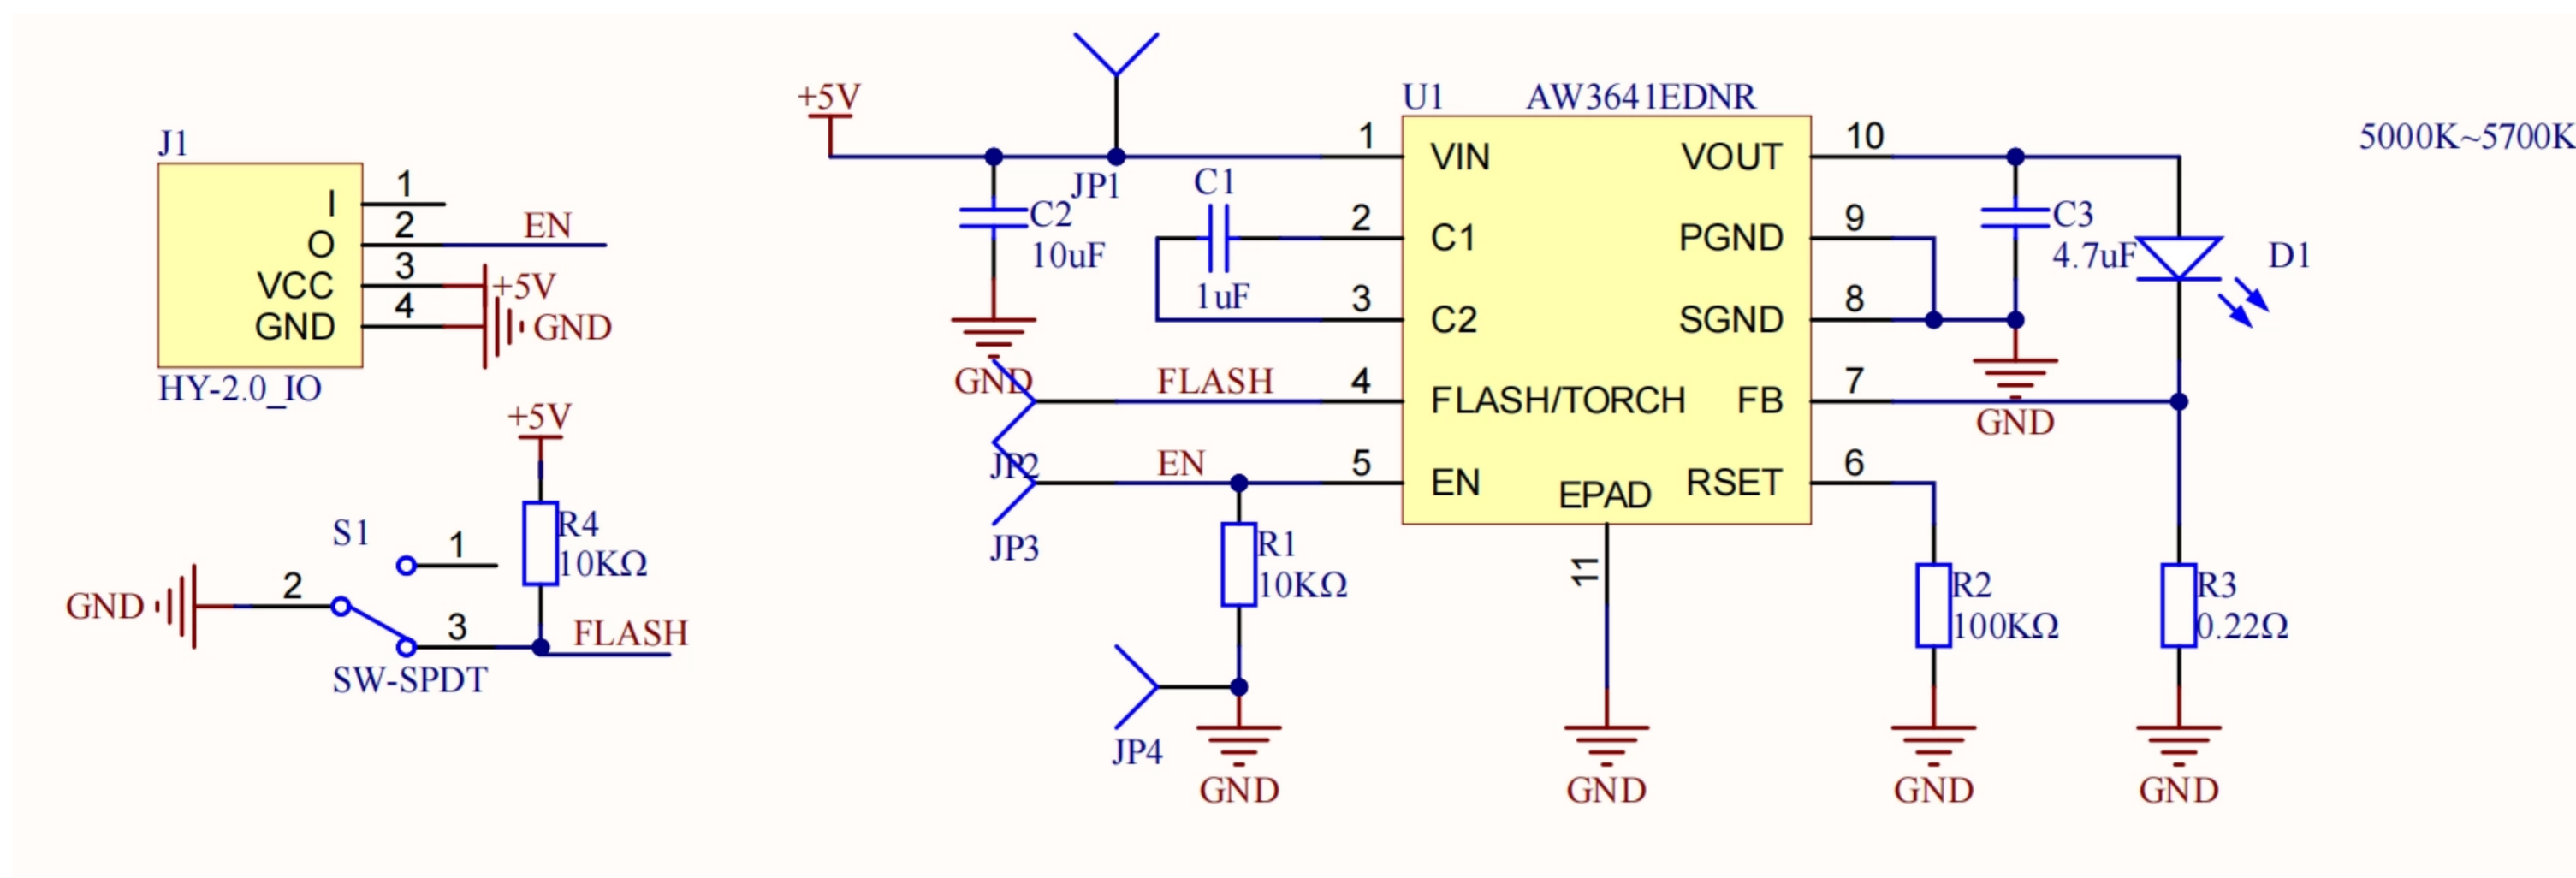 J1
I 1
O 2 EN
VCC 3 +5V
GND 4 GND
HY-2.0_IO
+5V
R4
10KΩ
S1
1
GND 2
3 FLASH
SW-SPDT
+5V
JP1
C2
10uF
GND
C1
1uF
JP2
FLASH
JP3
EN
R1
10KΩ
JP4
GND
U1 AW3641EDNR
1 VIN VOUT 10
2 C1 PGND 9
3 C2 SGND 8
4 FLASH/TORCH FB 7
5 EN RSET 6
EPAD
11
GND
C3
4.7uF
GND
D1
5000K~5700K
R2
100KΩ
GND
R3
0.22Ω
GND